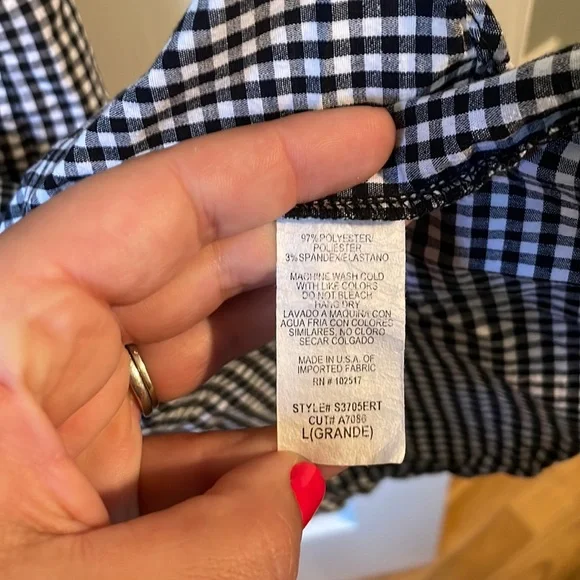 97% POLYESTER/
POLIESTER
3% SPANDEX/ELASTANO
MACHINE WASH COLD
WITH LIKE COLORS
DO NOT BLEACH
HANG DRY
LAVADO A MAQUINA CON
AGUA FRIA CON COLORES
SIMILARES, NO CLORO
SECAR COLGADO
MADE IN U.S.A. OF
IMPORTED FABRIC
RN # 102517
STYLE# S3705ERT
CUT# A7086
L(GRANDE)